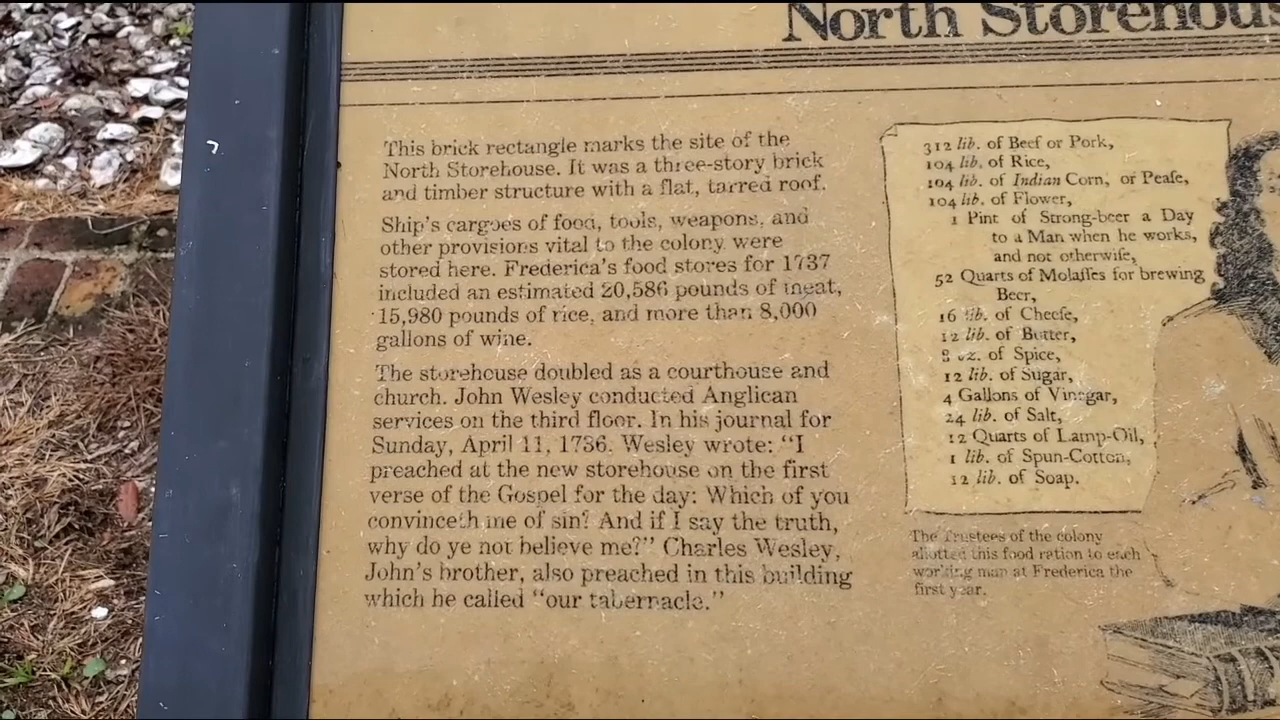 North Storehous
This brick rectangle marks the site of the
North Storehouse. It was a three-story brick
and timber structure with a flat, tarred roof.
Ship's cargoes of food, tools, weapons, and
other provisions vital to the colony were
stored here. Frederica's food stores for 1737
included an estimated 20,586 pounds of meat,
15,980 pounds of rice, and more than 8,000
gallons of wine.
The storehouse doubled as a courthouse and
church. John Wesley conducted Anglican
services on the third floor. In his journal for
Sunday, April 11, 1736, Wesley wrote: "I
preached at the new storehouse on the first
verse of the Gospel for the day: Which of you
convinceth me of sin? And if I say the truth,
why do ye not believe me?" Charles Wesley,
John's brother, also preached in this building
which he called "our tabernacle."
312 lib. of Beef or Pork,
104 lib. of Rice,
104 lib. of Indian Corn, or Peaſe,
104 lib. of Flower,
1 Pint of Strong-beer a Day
to a Man when he works,
and not otherwiſe,
52 Quarts of Molaſſes for brewing
Beer,
16 lib. of Cheeſe,
12 lib. of Butter,
8 oz. of Spice,
12 lib. of Sugar,
4 Gallons of Vinegar,
24 lib. of Salt,
12 Quarts of Lamp-Oil,
1 lib. of Spun-Cotton,
12 lib. of Soap.
The Trustees of the colony
allotted this food ration to each
working man at Frederica the
first year.